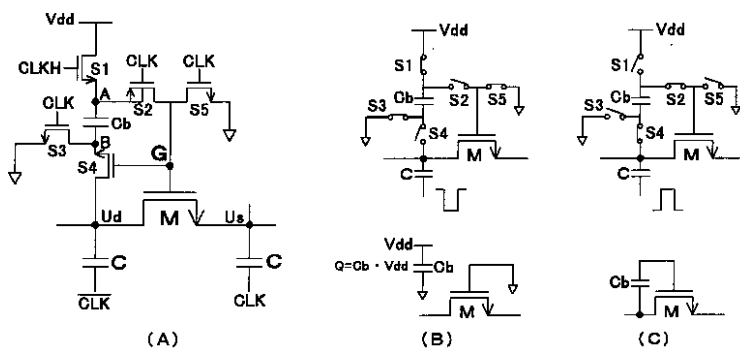 Vdd
CLKH
S1
CLK
CLK
A
S2
S5
CLK
Cb
S3
B
S4
G
M
Ud
Us
C
C
CLK
CLK
(A)
Vdd
S1
Cb
S2
S5
S3
S4
M
C
Vdd
Q=Cb・Vdd
Cb
M
(B)
Vdd
S1
Cb
S2
S5
S3
S4
M
C
Cb
M
(C)